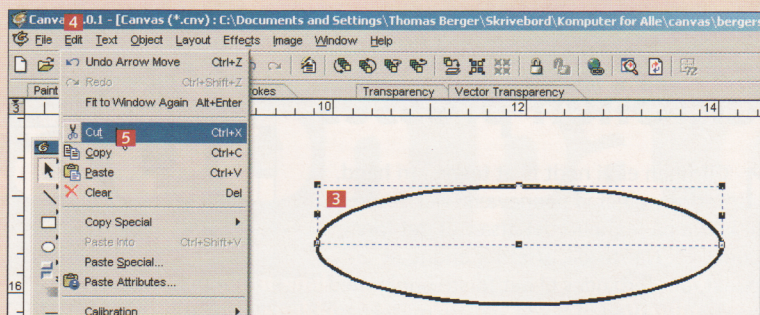 Canva 4 .0.1 - [Canvas (*.cnv) : C:\Documents and Settings\Thomas Berger\Skrivebord\Komputer for Alle\canvas\bergers
File Edit Text Object Layout Effects Image Window Help
Undo Arrow Move Ctrl+Z
Redo Ctrl+Shift+Z
Paint okes Transparency Vector Transparency
Fit to Window Again Alt+Enter
10 12 14
Cut 5 Ctrl+X
Copy Ctrl+C
Paste Ctrl+V
Clear Del
3
Copy Special
Paste Into Ctrl+Shift+V
Paste Special...
Paste Attributes...
16
Calibration